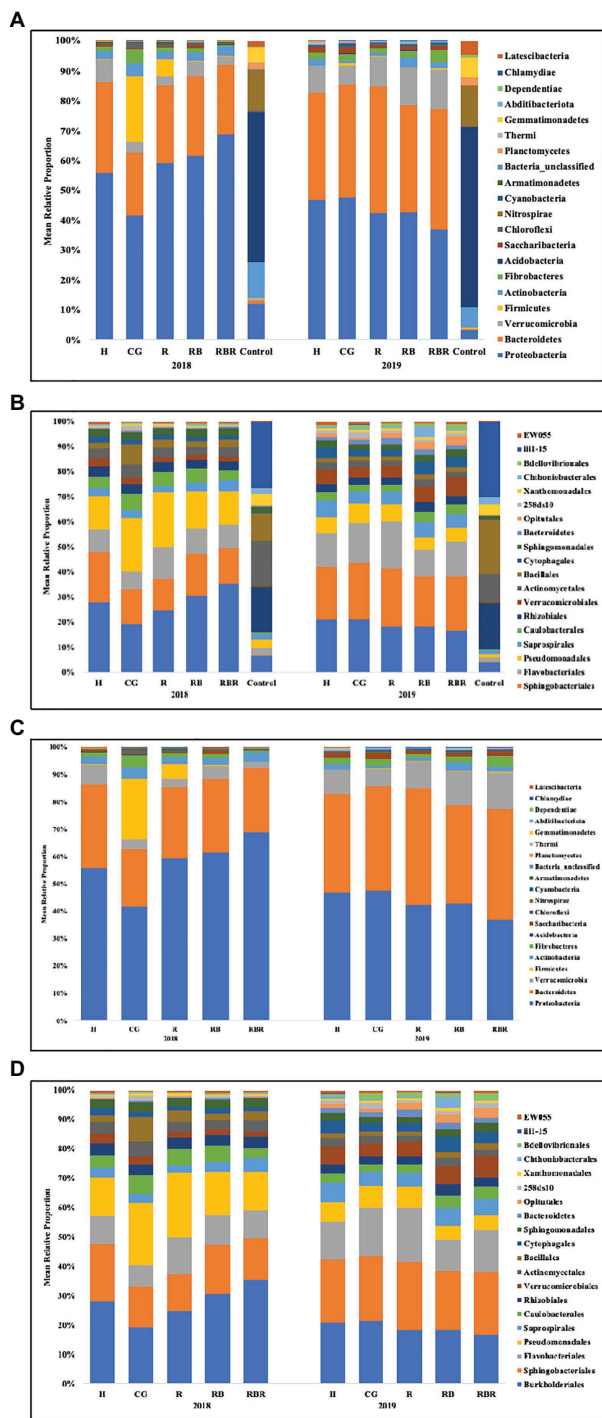 A
Mean Relative Proportion
100%
90%
80%
70%
60%
50%
40%
30%
20%
10%
0%
H CG R RB RBR Control H CG R RB RBR Control
2018 2019
Latescibacteria
Chlamydiae
Dependentiae
Abditibacteriota
Gemmatimonadetes
Thermi
Planctomycetes
Bacteria_unclassified
Armatimonadetes
Cyanobacteria
Nitrospirae
Chloroflexi
Saccharibacteria
Acidobacteria
Fibrobacteres
Actinobacteria
Firmicutes
Verrucomicrobia
Bacteroidetes
Proteobacteria
B
Mean Relative Proportion
100%
90%
80%
70%
60%
50%
40%
30%
20%
10%
0%
H CG R RB RBR Control H CG R RB RBR Control
2018 2019
EW055
iii1-15
Bdellovibrionales
Chthoniobacterales
Xanthomonadales
258ds10
Opitutales
Bacteroidetes
Sphingomonadales
Cytophagales
Bacillales
Actinomycetales
Verrucomicrobiales
Rhizobiales
Caulobacterales
Saprospirales
Pseudomonadales
Flavobacteriales
Sphingobacteriales
C
Mean Relative Proportion
100%
90%
80%
70%
60%
50%
40%
30%
20%
10%
0%
H CG R RB RBR H CG R RB RBR
2018 2019
Latescibacteria
Chlamydiae
Dependentiae
Abditibacteriota
Gemmatimonadetes
Thermi
Planctomycetes
Bacteria_unclassified
Armatimonadetes
Cyanobacteria
Nitrospirae
Chloroflexi
Saccharibacteria
Acidobacteria
Fibrobacteres
Actinobacteria
Firmicutes
Verrucomicrobia
Bacteroidetes
Proteobacteria
D
Mean Relative Proportion
100%
90%
80%
70%
60%
50%
40%
30%
20%
10%
0%
H CG R RB RBR H CG R RB RBR
2018 2019
EW055
iii1-15
Bdellovibrionales
Chthoniobacterales
Xanthomonadales
258ds10
Opitutales
Bacteroidetes
Sphingomonadales
Cytophagales
Bacillales
Actinomycetales
Verrucomicrobiales
Rhizobiales
Caulobacterales
Saprospirales
Pseudomonadales
Flavobacteriales
Sphingobacteriales
Burkholderiales